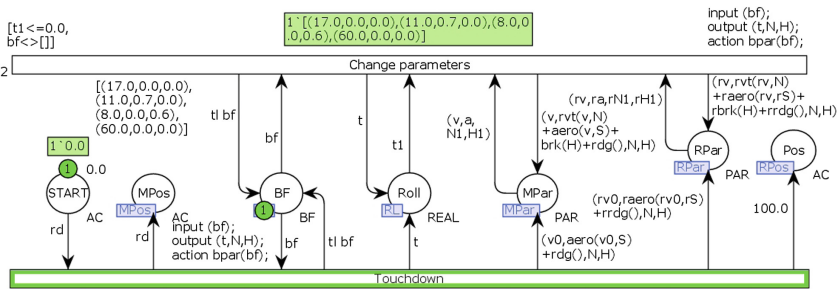 [t1<=0.0,
bf<>[]]
1`[(17.0,0.0,0.0),(11.0,0.7,0.0),(8.0,0
.0,0.6),(60.0,0.0,0.0)]
input (bf);
output (t,N,H);
action bpar(bf);
2
Change parameters
[(17.0,0.0,0.0),
(11.0,0.7,0.0),
(8.0,0.0,0.6),
(60.0,0.0,0.0)]
tl bf
bf
t
t1
(v,a,
N1,H1)
(v,rvt(v,N)
+aero(v,S)+
brk(H)+rdg(),N,H)
(rv,ra,rN1,rH1)
(rv,rvt(rv,N)
+raero(rv,rS)+
rbrk(H)+rrdg(),N,H)
1`0.0
1
0.0
START
AC
MPos
MPos
AC
BF
1
BF
Roll
RL
REAL
MPar
MPar
PAR
RPar
RPar
PAR
Pos
RPos
AC
rd
rd
input (bf);
output (t,N,H);
action bpar(bf);
bf
tl bf
t
(v0,aero(v0,S)
+rdg(),N,H)
(rv0,raero(rv0,rS)
+rrdg(),N,H)
100.0
Touchdown